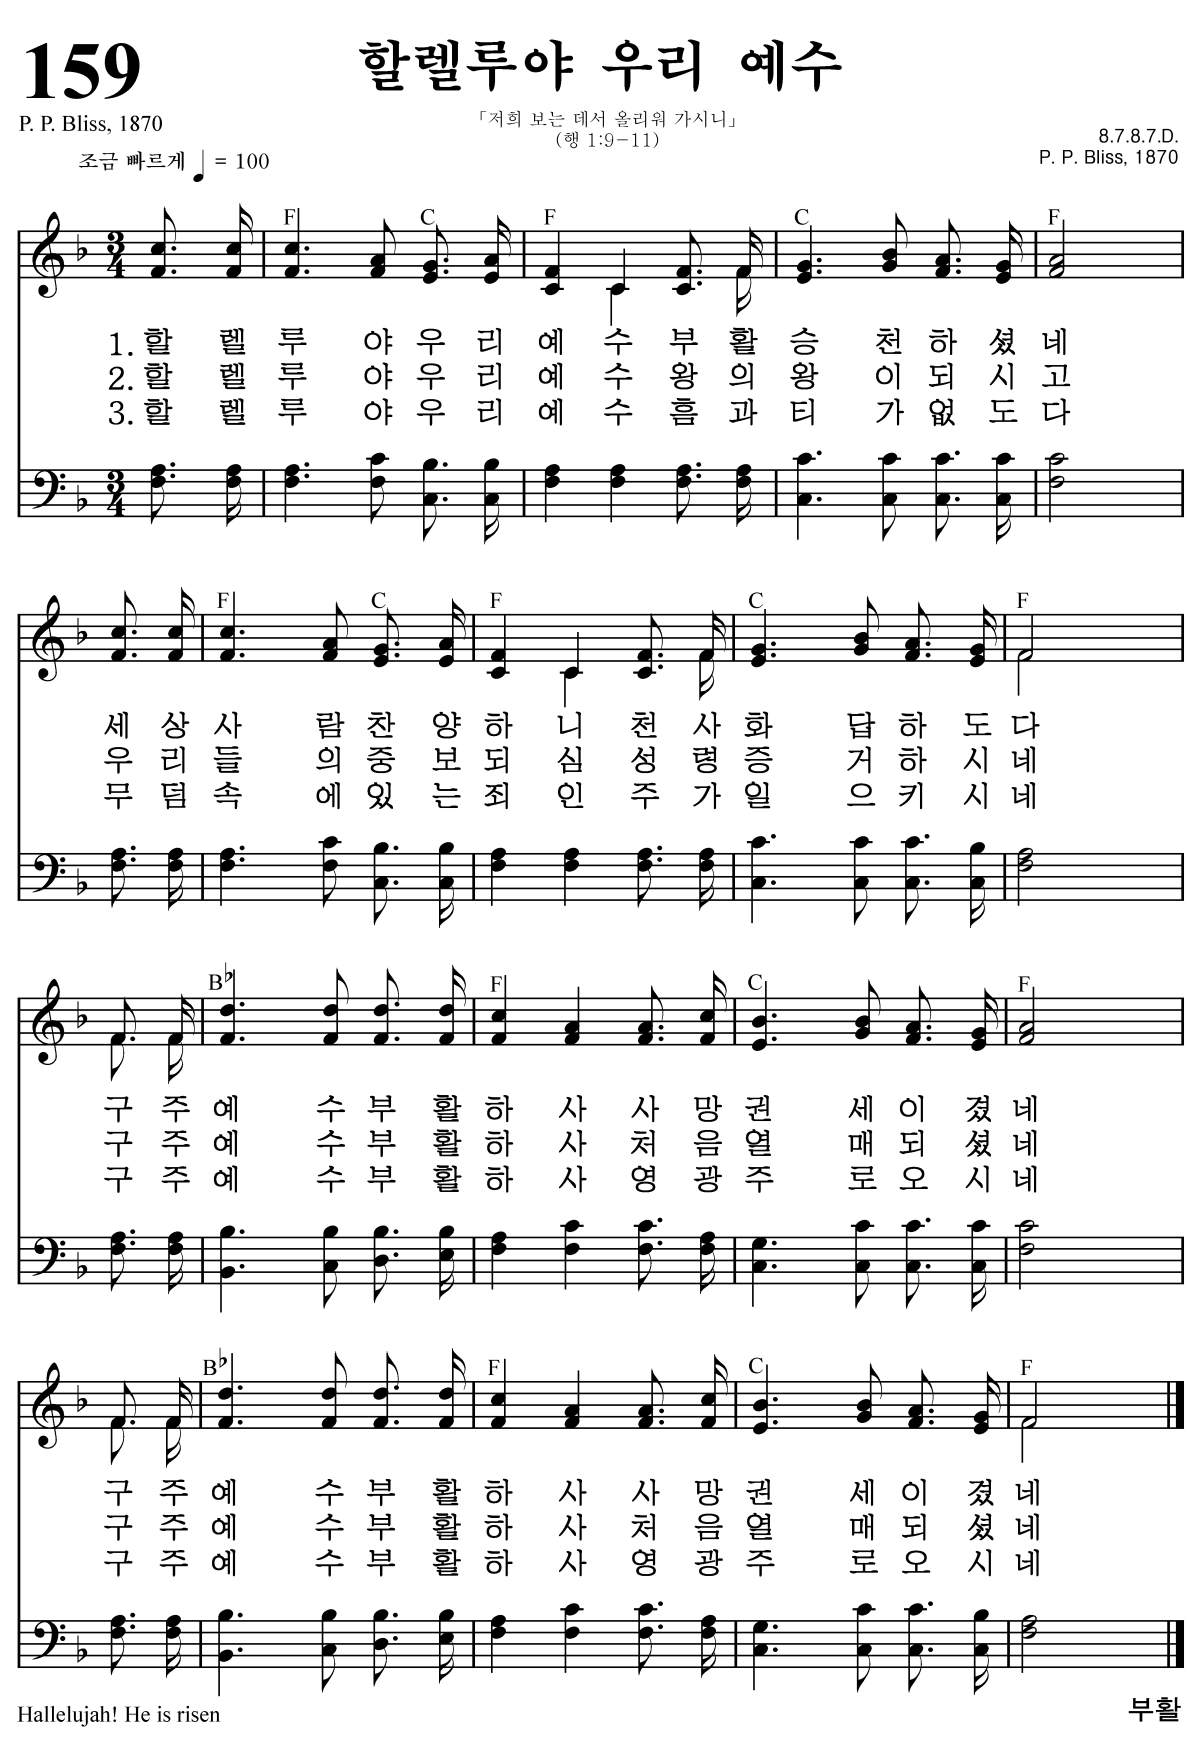 159
할렐루야 우리 예수
P. P. Bliss, 1870
「저희 보는 데서 올리워 가시니」
(행 1:9-11)
8.7.8.7.D.
P. P. Bliss, 1870
조금 빠르게 ♩ = 100
F C F C F
1. 할 렐 루 야 우 리 예 수 부 활 승 천 하 셨 네
2. 할 렐 루 야 우 리 예 수 왕 의 왕 이 되 시 고
3. 할 렐 루 야 우 리 예 수 흠 과 티 가 없 도 다
F C F C F
세 상 사 람 찬 양 하 니 천 사 화 답 하 도 다
우 리 들 의 중 보 되 심 성 령 증 거 하 시 네
무 덤 속 에 있 는 죄 인 주 가 일 으 키 시 네
B♭ F C F
구 주 예 수 부 활 하 사 사 망 권 세 이 겼 네
구 주 예 수 부 활 하 사 처 음 열 매 되 셨 네
구 주 예 수 부 활 하 사 영 광 주 로 오 시 네
B♭ F C F
구 주 예 수 부 활 하 사 사 망 권 세 이 겼 네
구 주 예 수 부 활 하 사 처 음 열 매 되 셨 네
구 주 예 수 부 활 하 사 영 광 주 로 오 시 네
Hallelujah! He is risen
부활